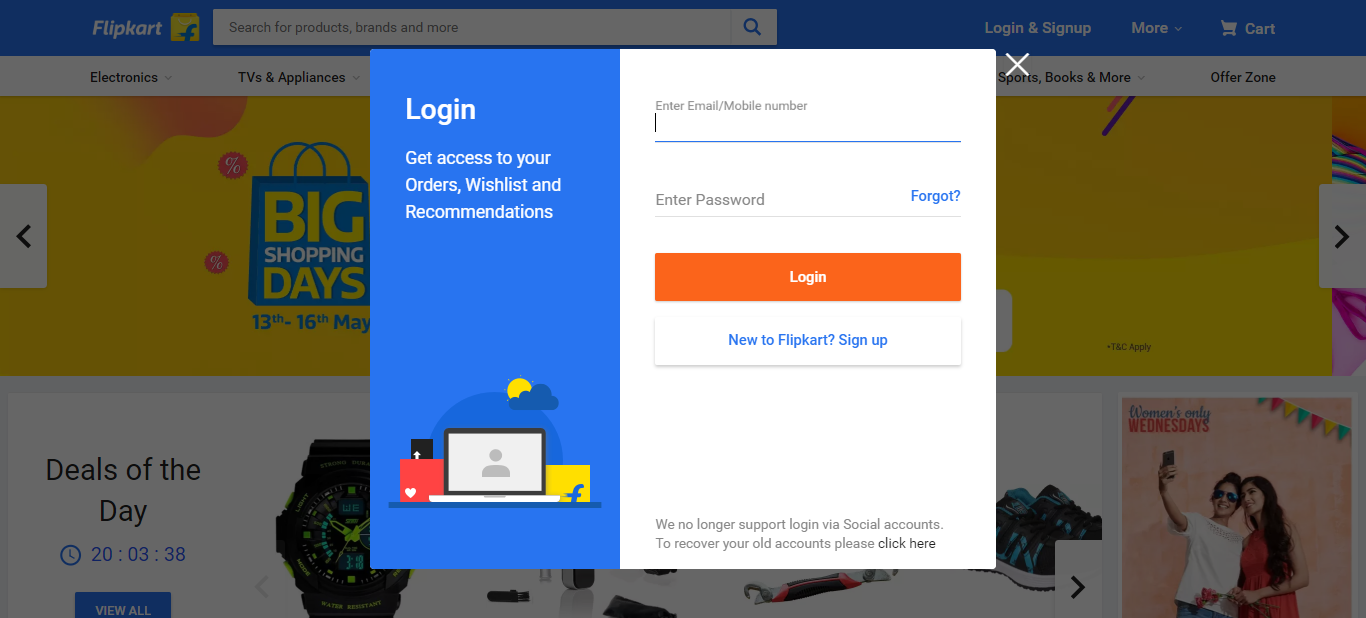 Flipkart
Search for products, brands and more
Login & Signup
More
Cart
Electronics
TVs & Appliances
Sports, Books & More
Offer Zone
Login
Get access to your
Orders, Wishlist and
Recommendations
Enter Email/Mobile number
Enter Password
Forgot?
Login
New to Flipkart? Sign up
We no longer support login via Social accounts.
To recover your old accounts please click here
%
%
BIG
SHOPPING
DAYS
13th- 16th May
*T&C Apply
Deals of the
Day
20 : 03 : 38
VIEW ALL
WATER RESISTANT
Women's only
WEDNESDAYS